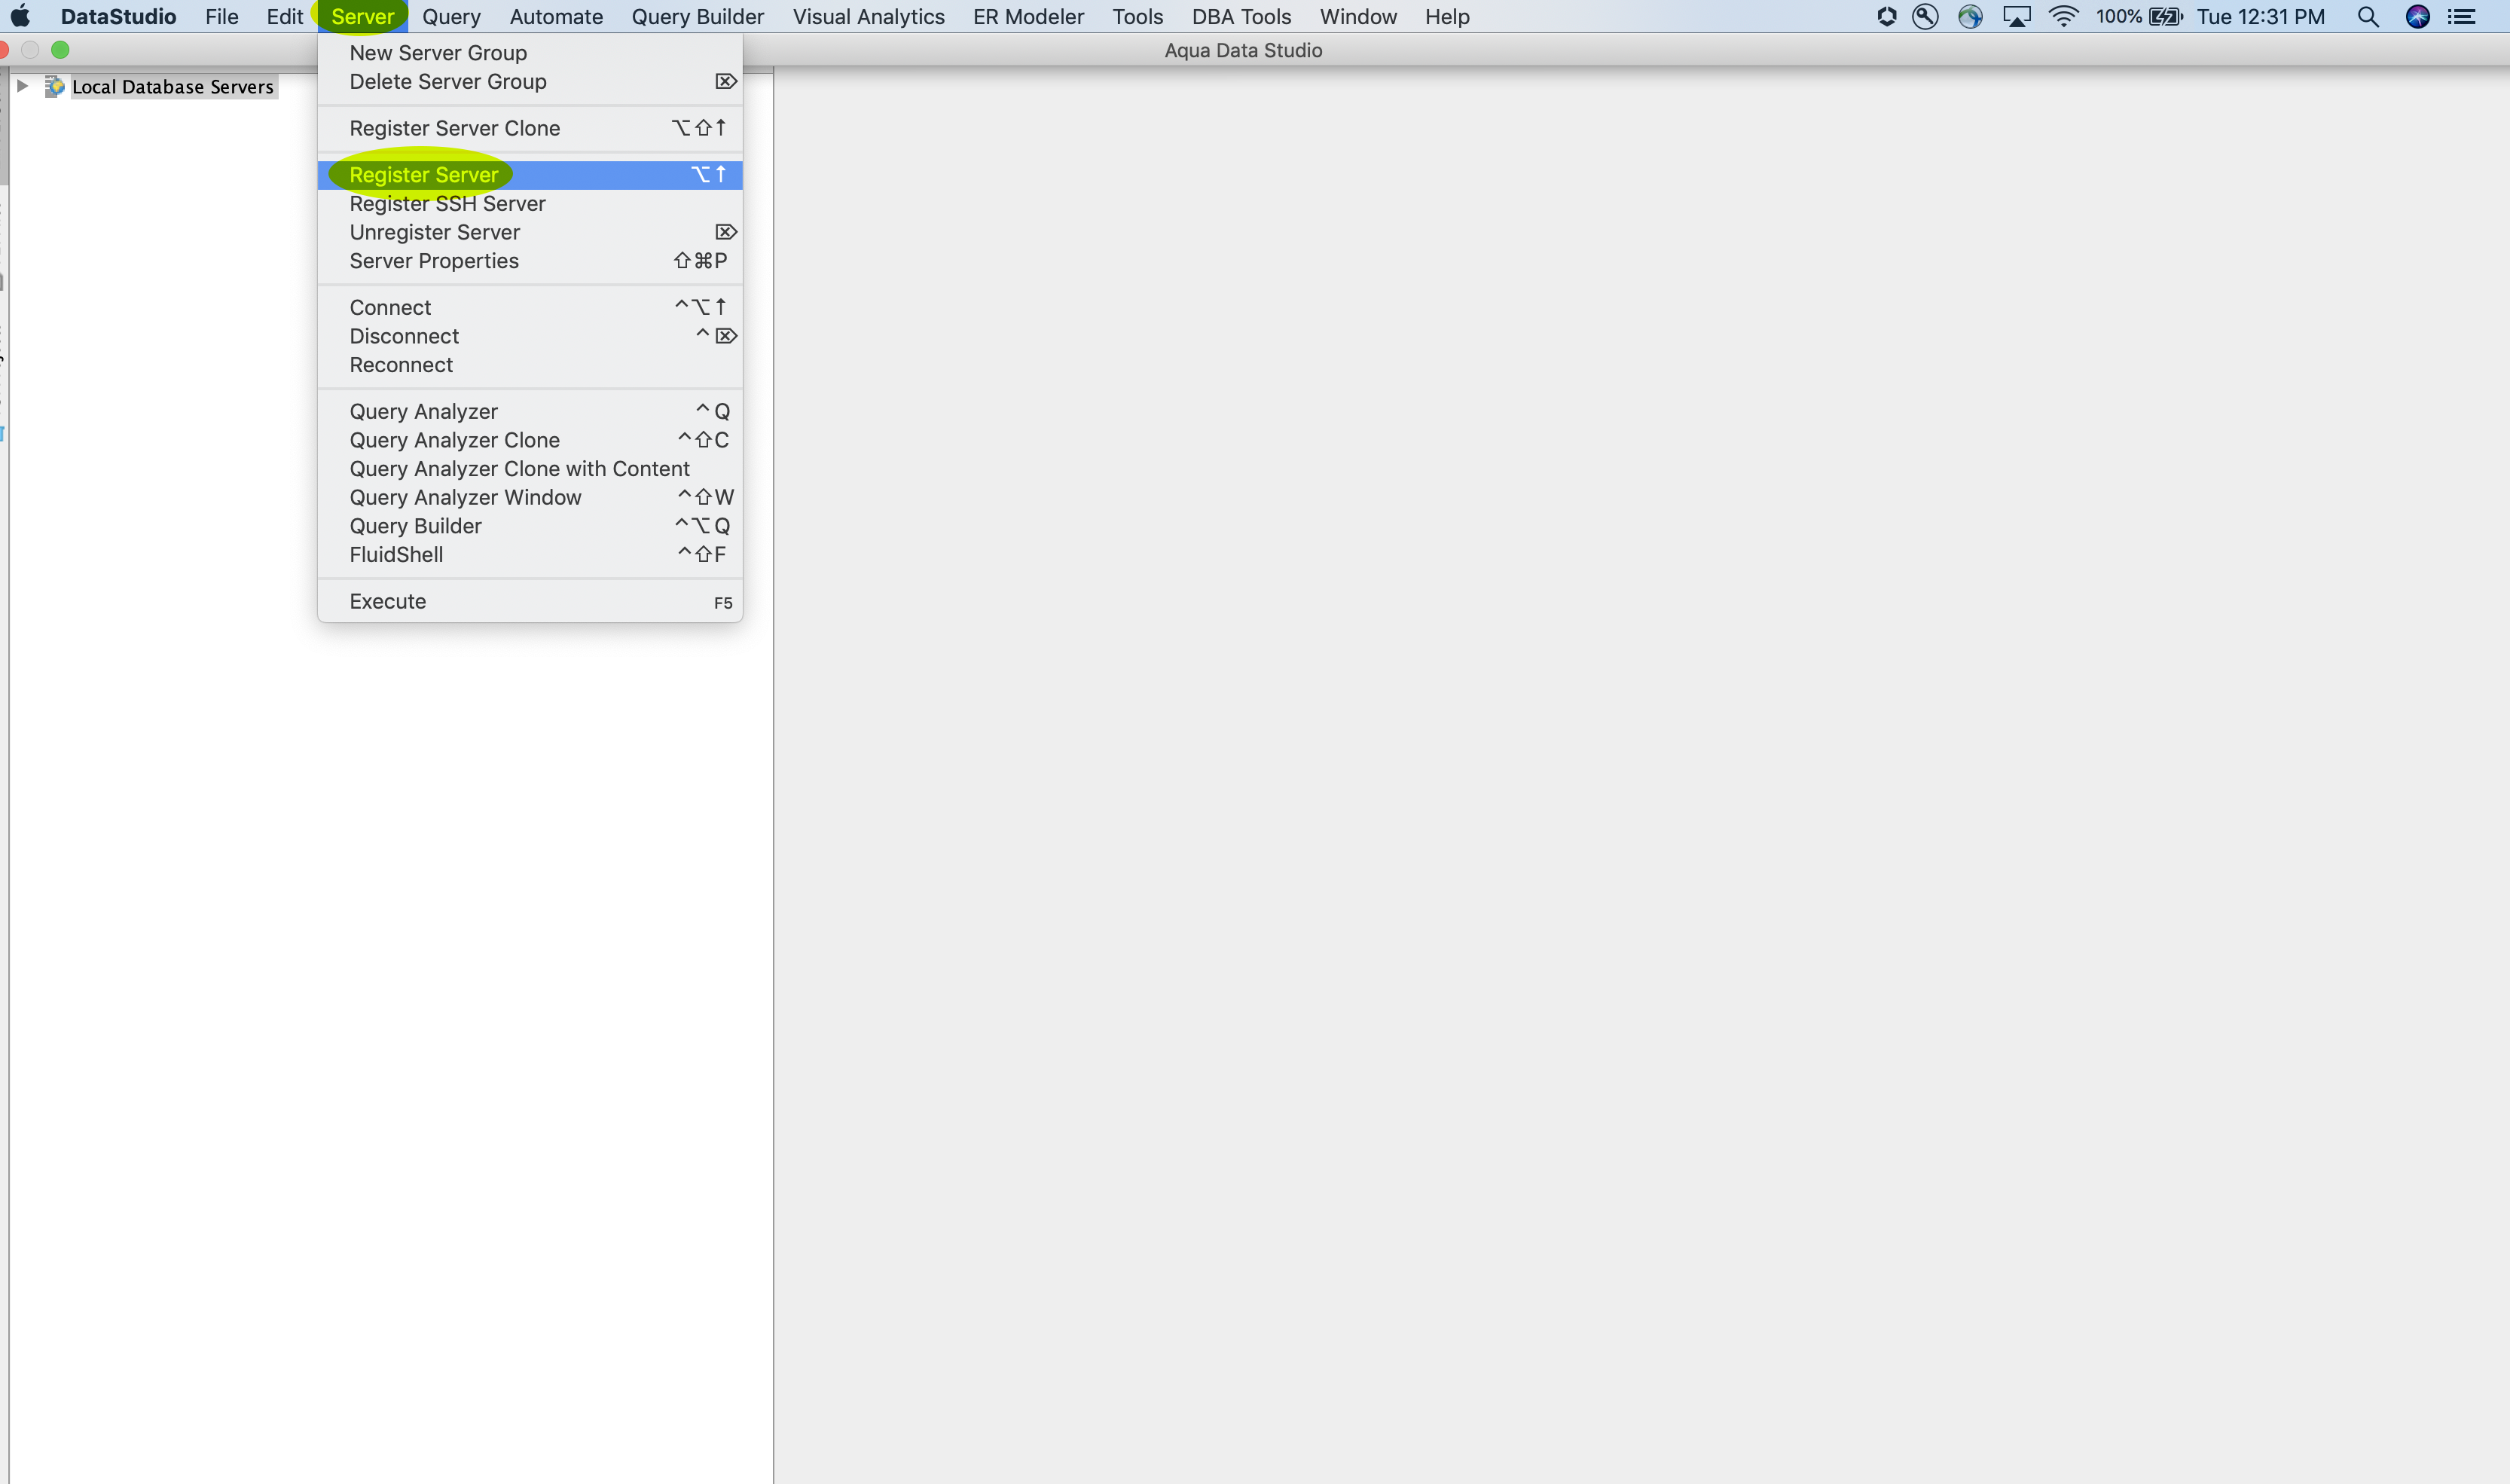 DataStudio File Edit Server Query Automate Query Builder Visual Analytics ER Modeler Tools DBA Tools Window Help 100% Tue 12:31 PM
Aqua Data Studio
Local Database Servers
New Server Group
Delete Server Group ⌦
Register Server Clone ⌥⇧↑
Register Server ⌥↑
Register SSH Server
Unregister Server ⌦
Server Properties ⇧⌘P
Connect ^⌥↑
Disconnect ^⌦
Reconnect
Query Analyzer ^Q
Query Analyzer Clone ^⇧C
Query Analyzer Clone with Content
Query Analyzer Window ^⇧W
Query Builder ^⌥Q
FluidShell ^⇧F
Execute F5